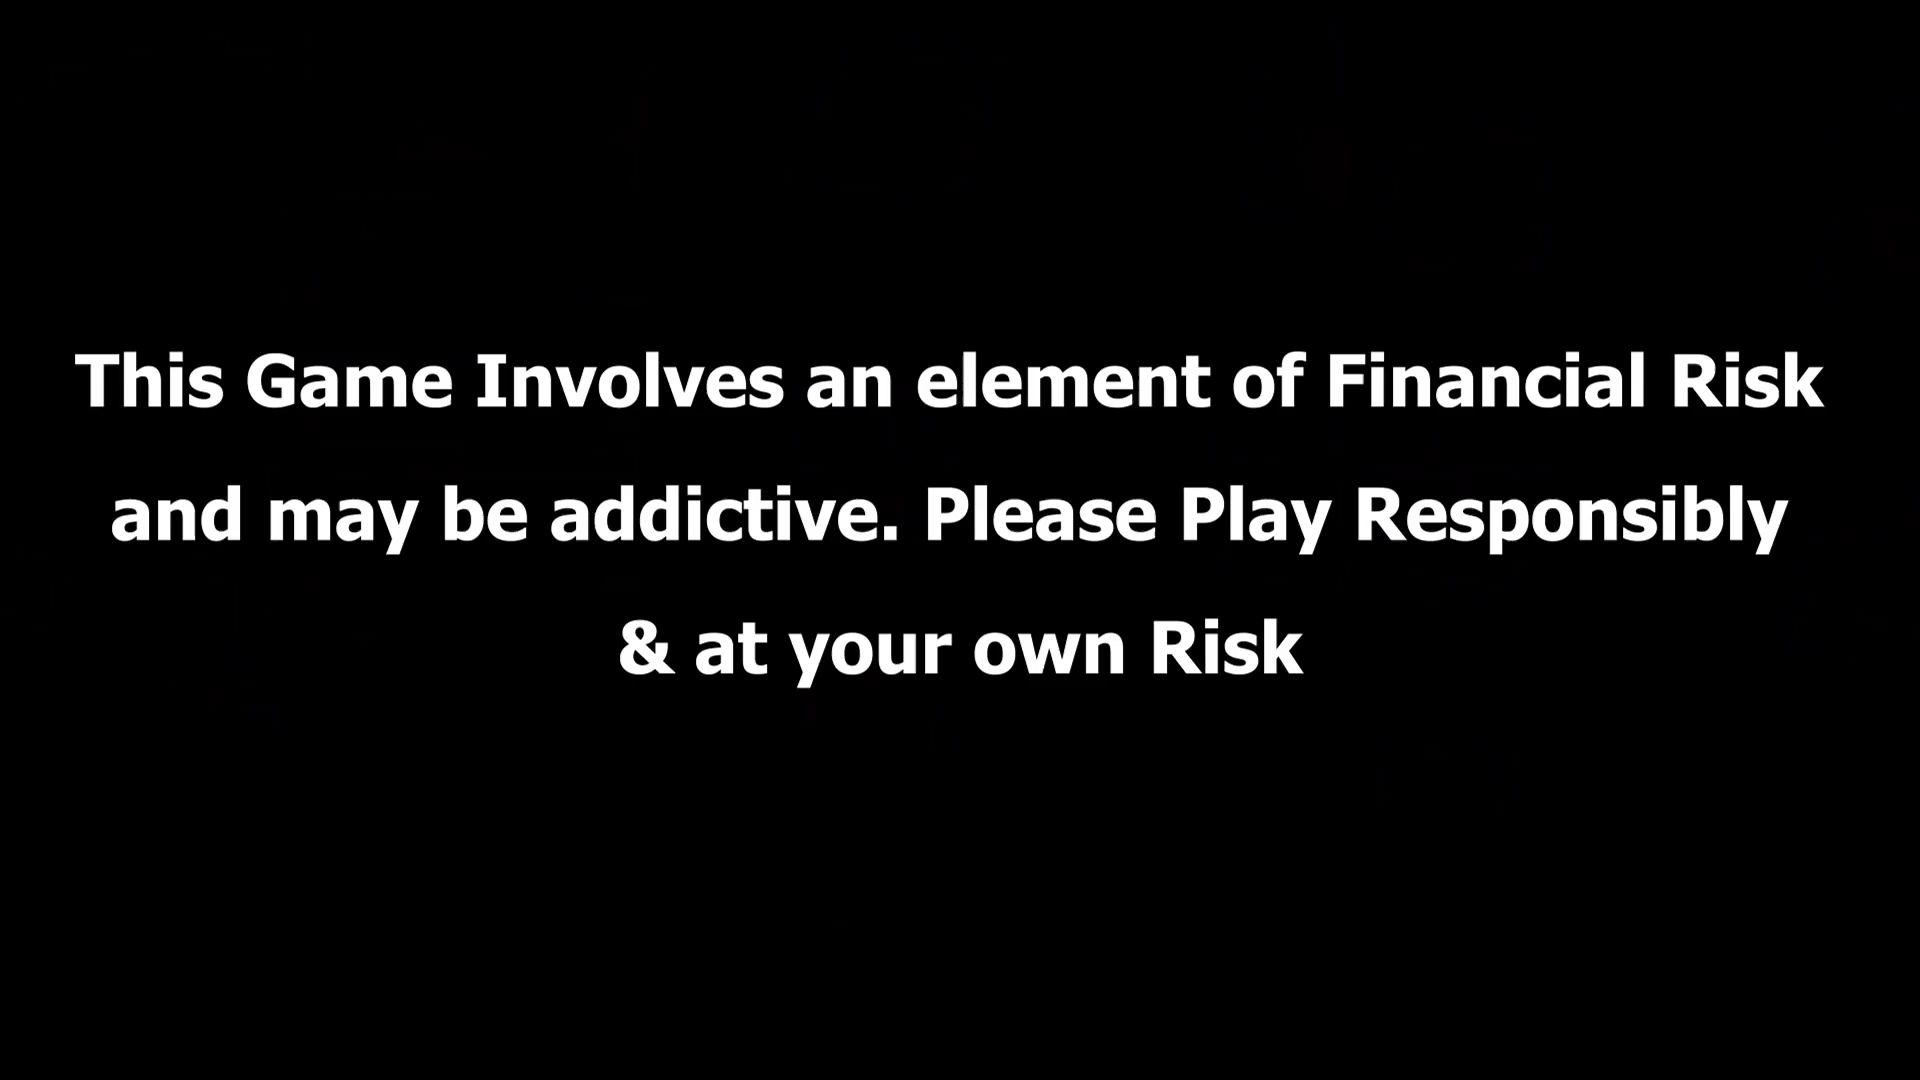 This Game Involves an element of Financial Risk
and may be addictive. Please Play Responsibly
& at your own Risk